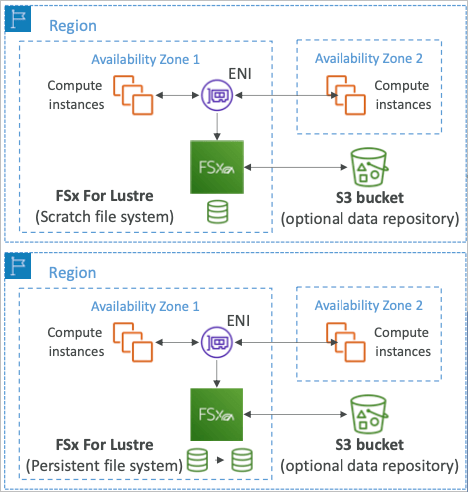 Region
Availability Zone 1
Availability Zone 2
ENI
Compute
instances
Compute
instances
FSx
FSx For Lustre
(Scratch file system)
S3 bucket
(optional data repository)
Region
Availability Zone 1
Availability Zone 2
ENI
Compute
instances
Compute
instances
FSx
FSx For Lustre
(Persistent file system)
S3 bucket
(optional data repository)